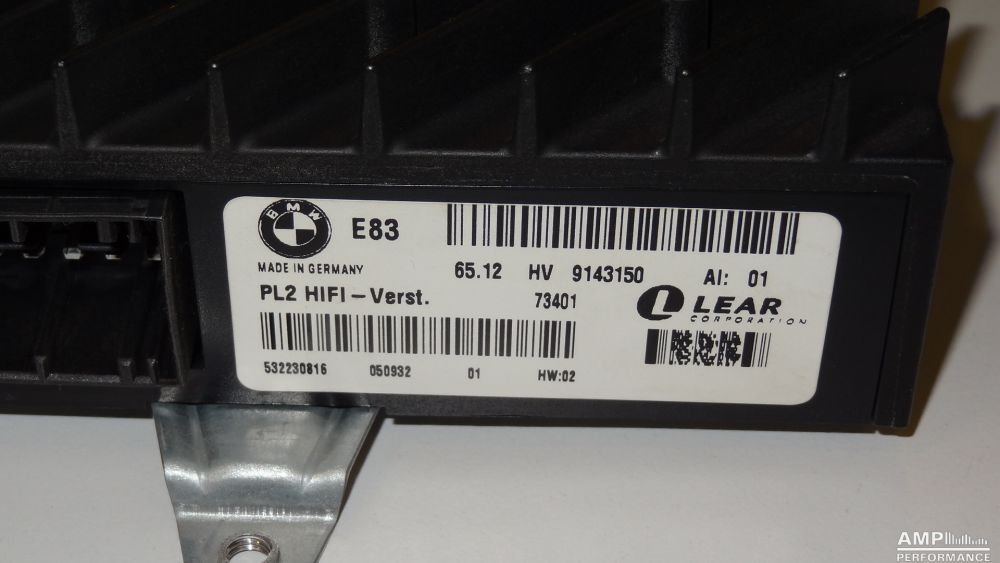 BMW
E83
MADE IN GERMANY
65.12 HV 9143150 AI: 01
PL2 HIFI-Verst. 73401
LEAR
CORPORATION
532230816 050932 01 HW:02
AMP
PERFORMANCE